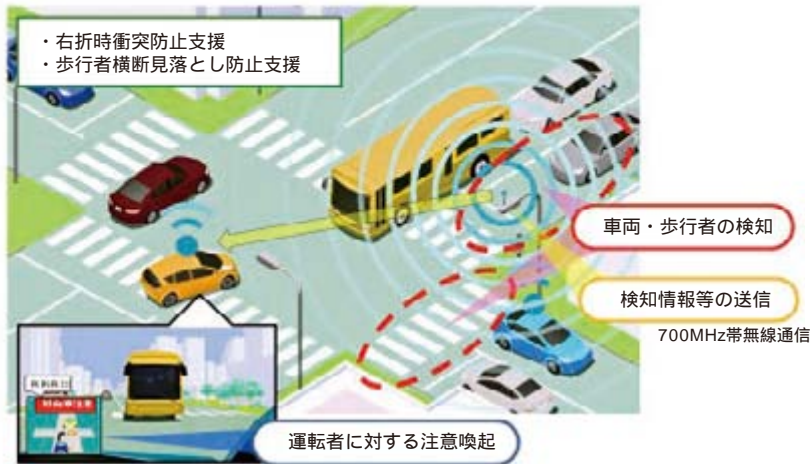 ・右折時衝突防止支援
・歩行者横断見落とし防止支援
車両・歩行者の検知
検知情報等の送信
700MHz帯無線通信
運転者に対する注意喚起